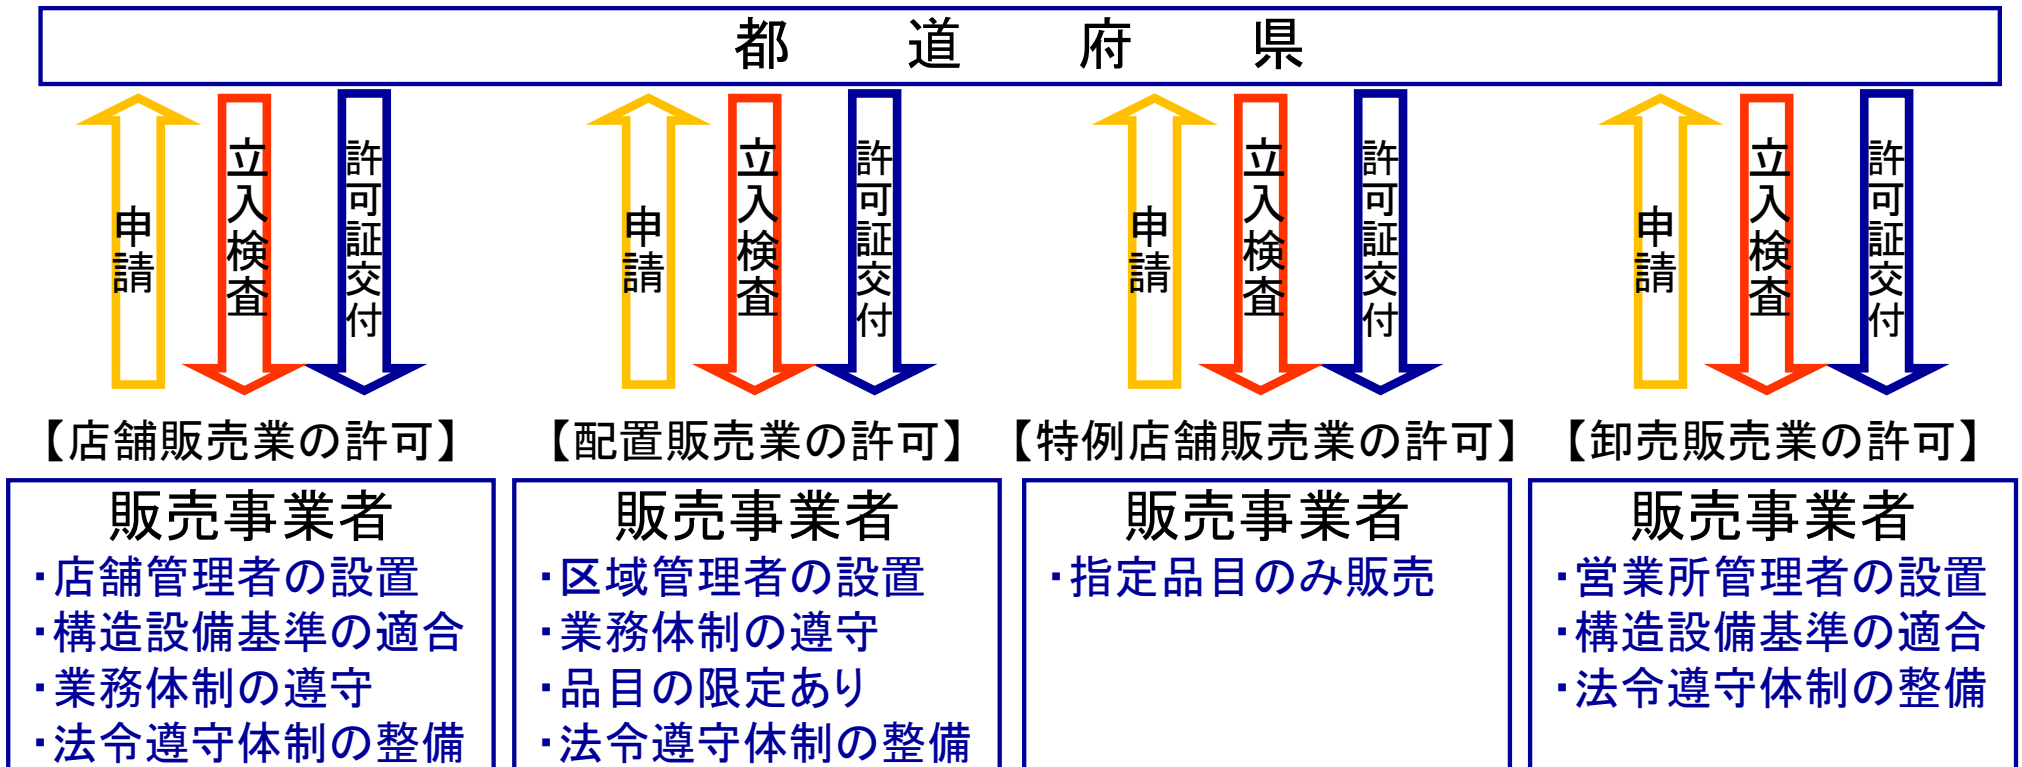 都道府県
申請
立入検査
許可証交付
申請
立入検査
許可証交付
申請
立入検査
許可証交付
申請
立入検査
許可証交付
【店舗販売業の許可】
【配置販売業の許可】
【特例店舗販売業の許可】
【卸売販売業の許可】
販売事業者
・店舗管理者の設置
・構造設備基準の適合
・業務体制の遵守
・法令遵守体制の整備
販売事業者
・区域管理者の設置
・業務体制の遵守
・品目の限定あり
・法令遵守体制の整備
販売事業者
・指定品目のみ販売
販売事業者
・営業所管理者の設置
・構造設備基準の適合
・法令遵守体制の整備